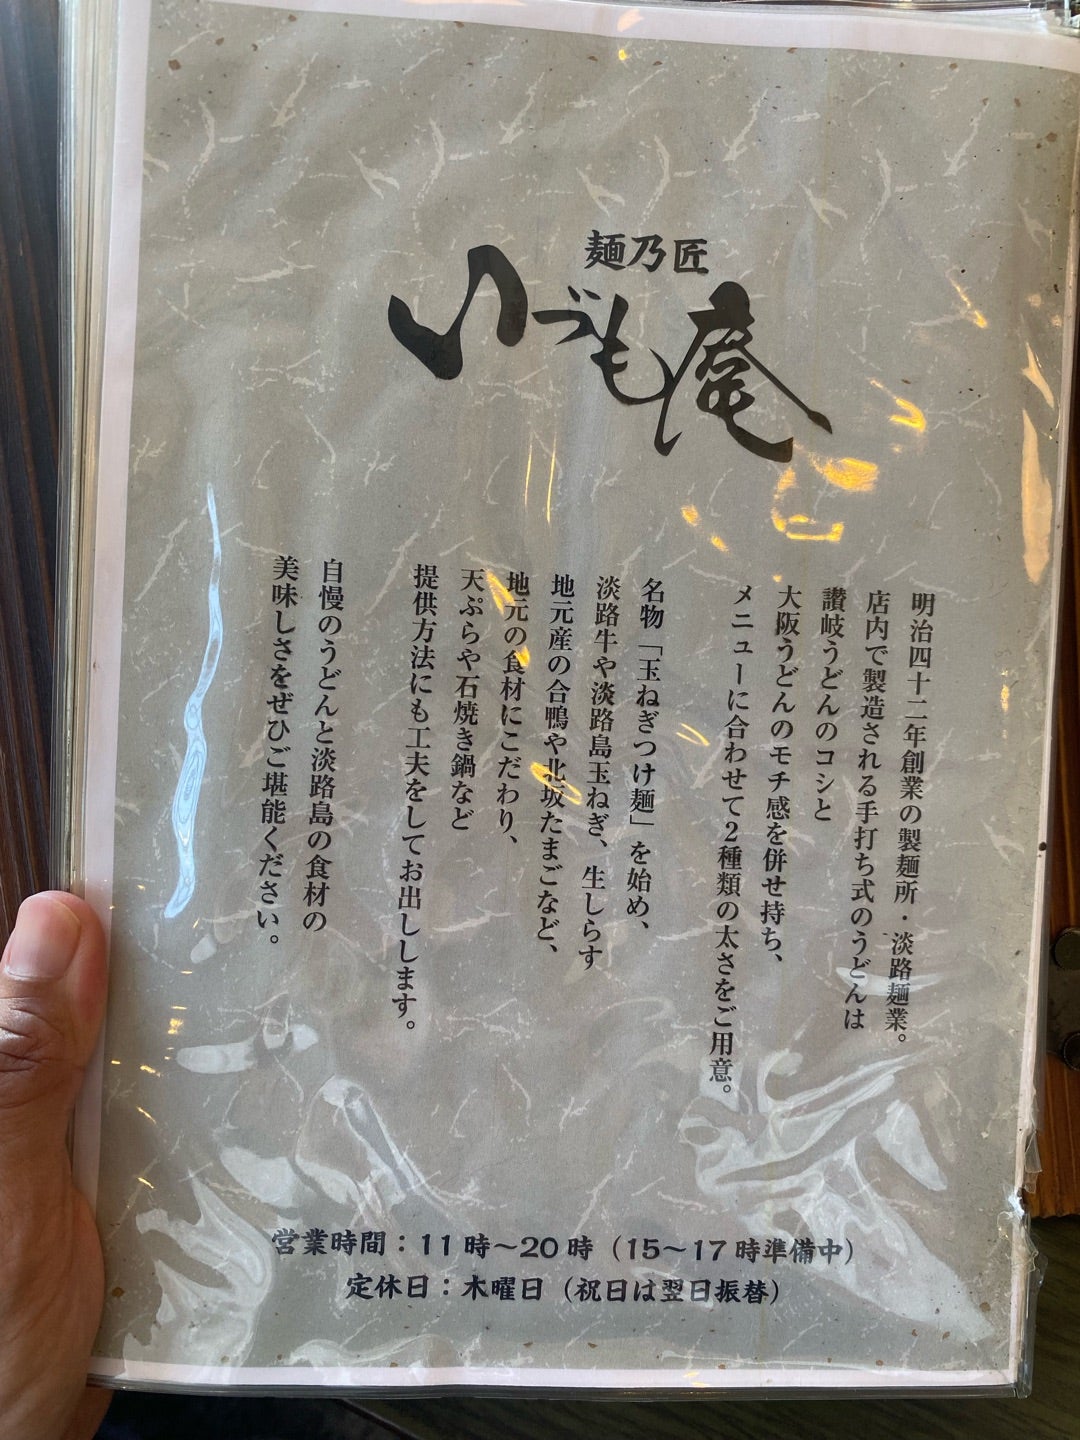 麺乃匠
いづも庵
明治四十二年創業の製麺所・淡路麺業。
店内で製造される手打ち式のうどんは
讃岐うどんのコシと
大阪うどんのモチ感を併せ持ち、
メニューに合わせて2種類の太さをご用意。
名物「玉ねぎつけ麺」を始め、
淡路牛や淡路島玉ねぎ、生しらす
地元産の合鴨や北坂たまごなど、
地元の食材にこだわり、
天ぷらや石焼き鍋など
提供方法にも工夫をしてお出しします。
自慢のうどんと淡路島の食材の
美味しさをぜひご堪能ください。
営業時間：11時〜20時（15〜17時準備中）
定休日：木曜日（祝日は翌日振替）